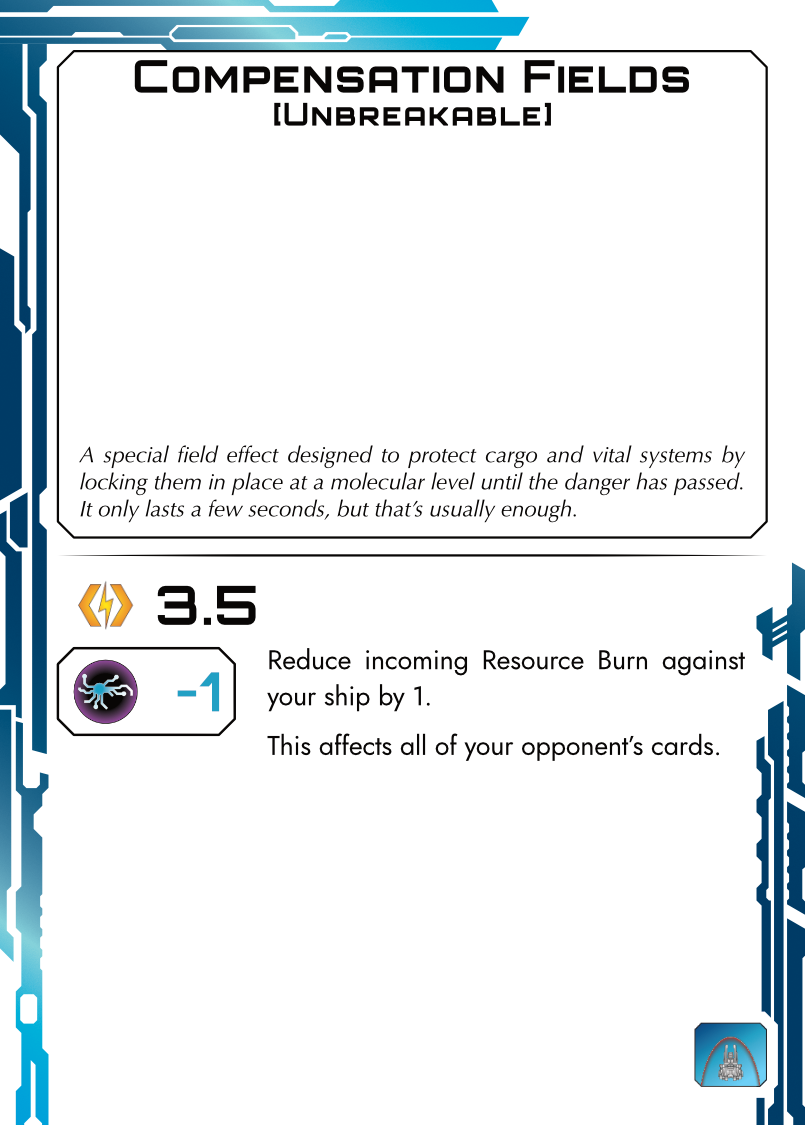 Compensation Fields
[Unbreakable]
A special field effect designed to protect cargo and vital systems by
locking them in place at a molecular level until the danger has passed.
It only lasts a few seconds, but that's usually enough.
3.5
-1
Reduce incoming Resource Burn against
your ship by 1.
This affects all of your opponent's cards.